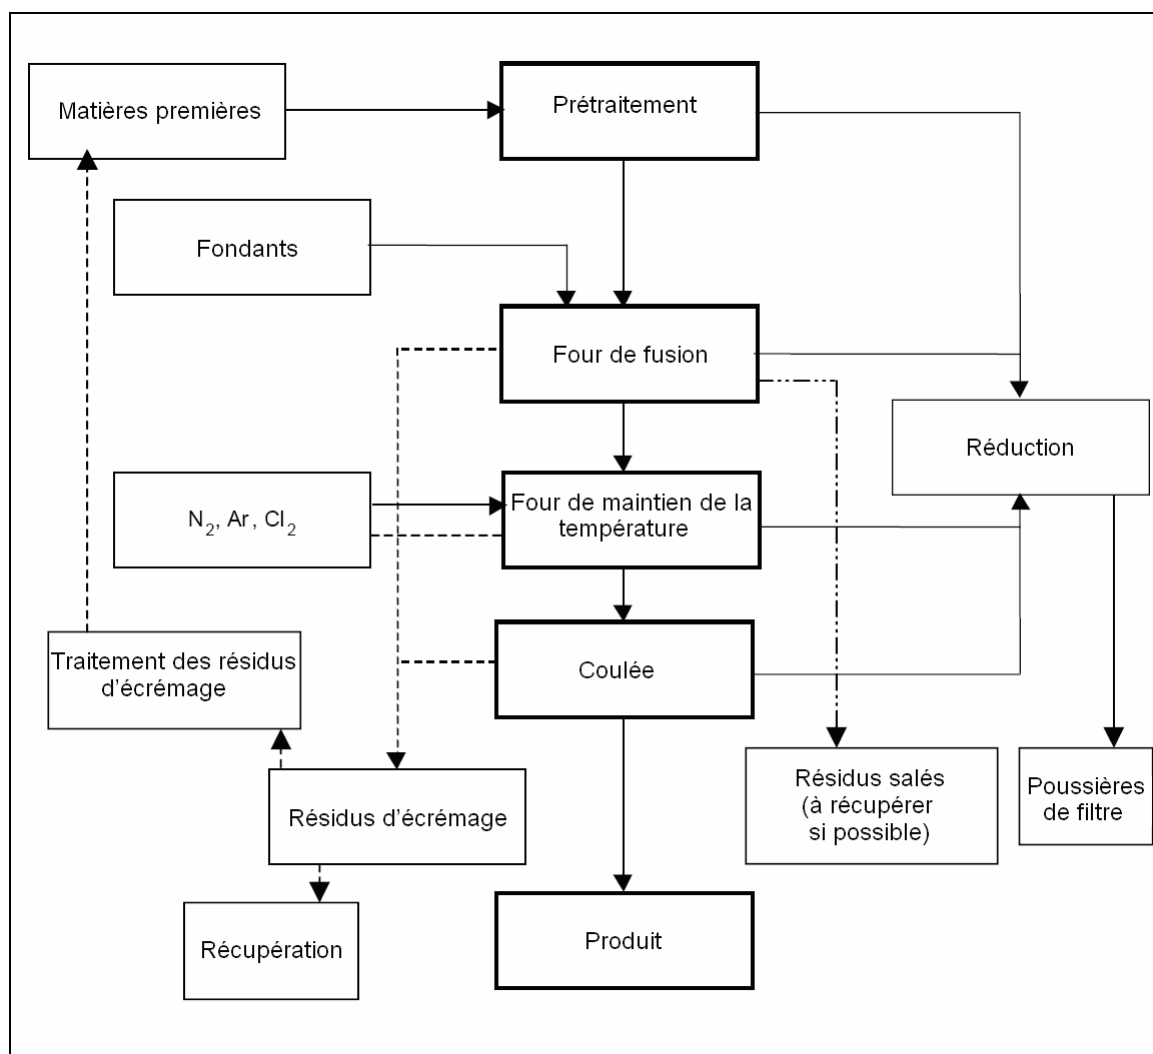 Matières premières
Prétraitement
Fondants
Four de fusion
Réduction
N₂, Ar, Cl₂
Four de maintien de la
température
Traitement des résidus
d'écrémage
Coulée
Résidus d'écrémage
Résidus salés
(à récupérer
si possible)
Poussières
de filtre
Récupération
Produit